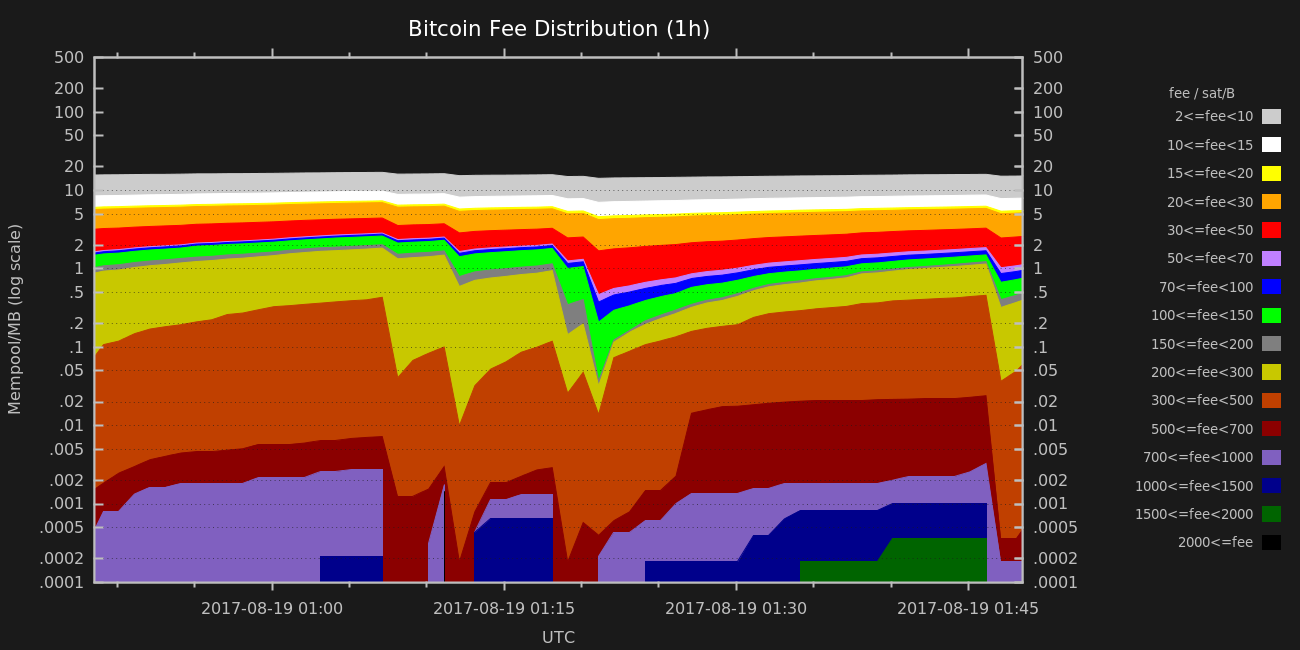 Bitcoin Fee Distribution (1h)
500 500
200 200
100 100
50 50
20 20
10 10
5 5
2 2
1 1
.5 .5
.2 .2
.1 .1
.05 .05
.02 .02
.01 .01
.005 .005
.002 .002
.001 .001
.0005 .0005
.0002 .0002
.0001 .0001
Mempool/MB (log scale)
2017-08-19 01:00 2017-08-19 01:15 2017-08-19 01:30 2017-08-19 01:45
UTC
fee / sat/B
2<=fee<10
10<=fee<15
15<=fee<20
20<=fee<30
30<=fee<50
50<=fee<70
70<=fee<100
100<=fee<150
150<=fee<200
200<=fee<300
300<=fee<500
500<=fee<700
700<=fee<1000
1000<=fee<1500
1500<=fee<2000
2000<=fee